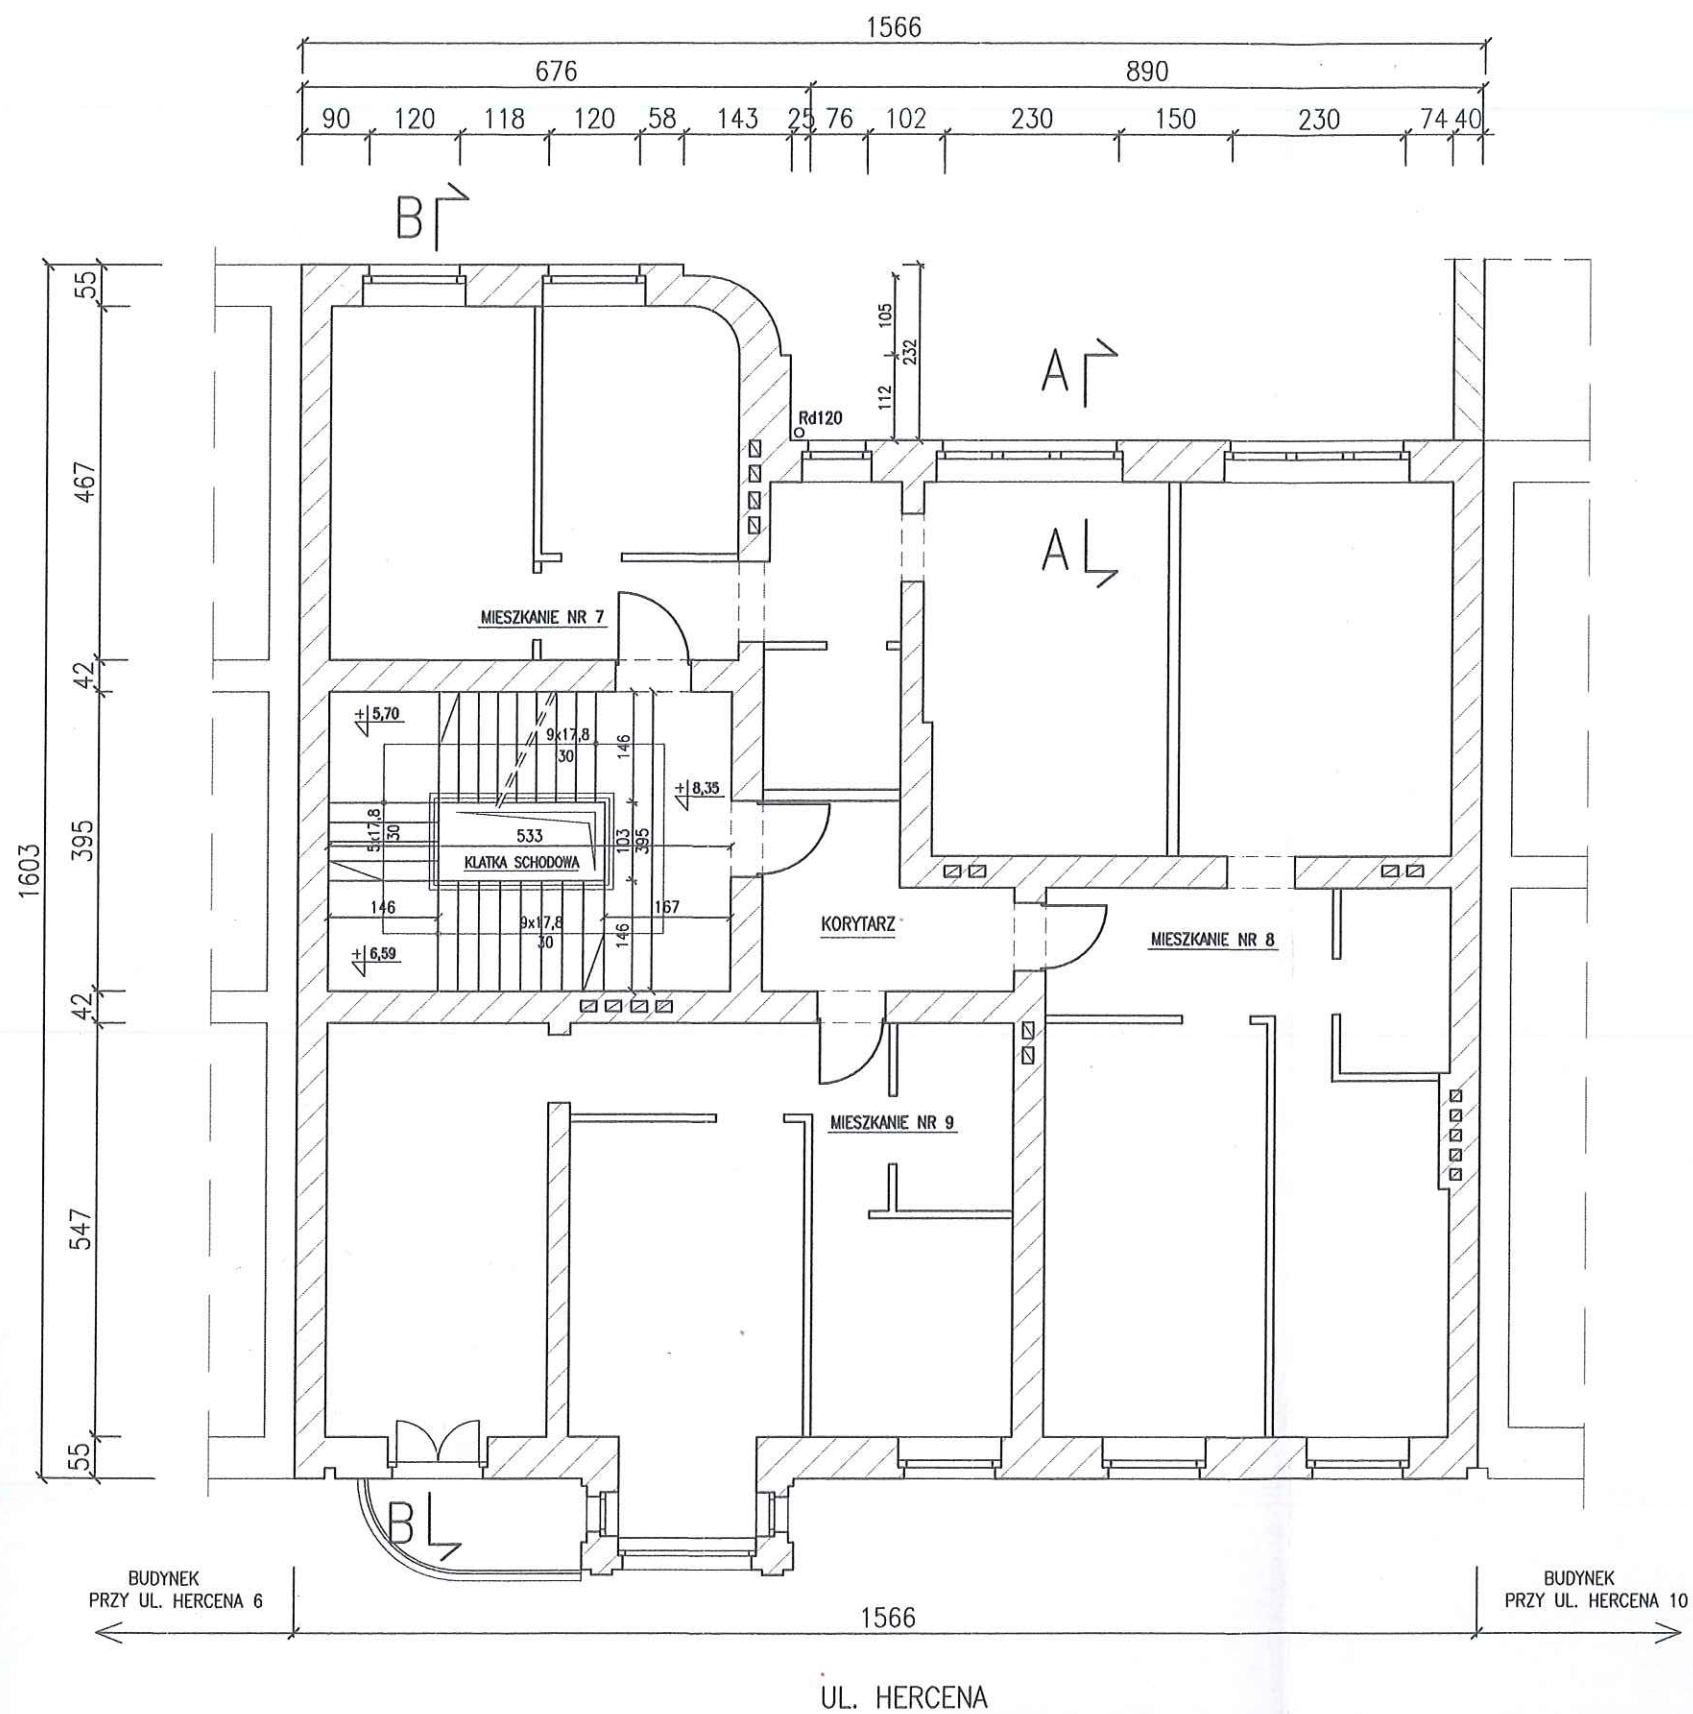 1566
676 890
90 120 118 120 58 143 25 76 102 230 150 230 74 40
B
55
105
232
A
112
Rd120
467
A
MIESZKANIE NR 7
42
+5,70
9x17,8
30
146
+8,35
1603
395
5x17,8
30
533
103
395
KLATKA SCHODOWA
146
167
9x17,8
30
146
KORYTARZ
MIESZKANIE NR 8
+6,59
42
MIESZKANIE NR 9
547
55
B
BUDYNEK
PRZY UL. HERCENA 6
BUDYNEK
PRZY UL. HERCENA 10
1566
UL. HERCENA